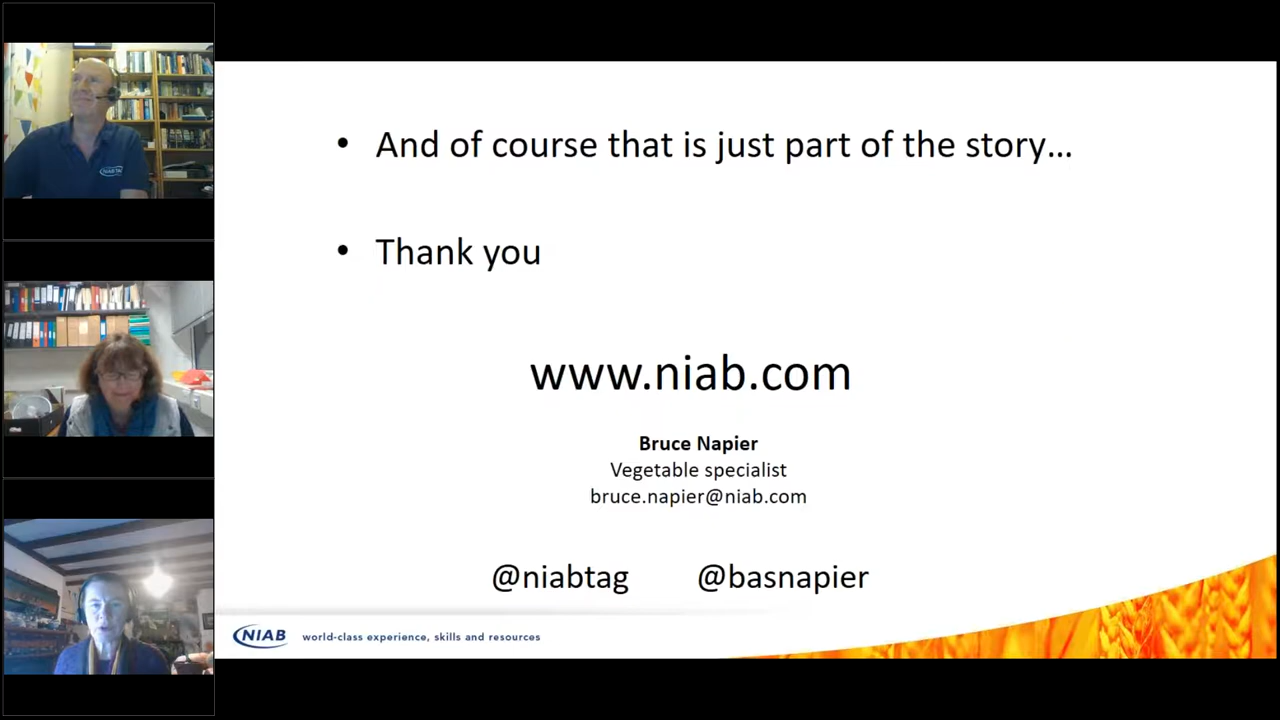 • And of course that is just part of the story...
• Thank you
www.niab.com
Bruce Napier
Vegetable specialist
bruce.napier@niab.com
@niabtag @basnapier
NIAB world-class experience, skills and resources